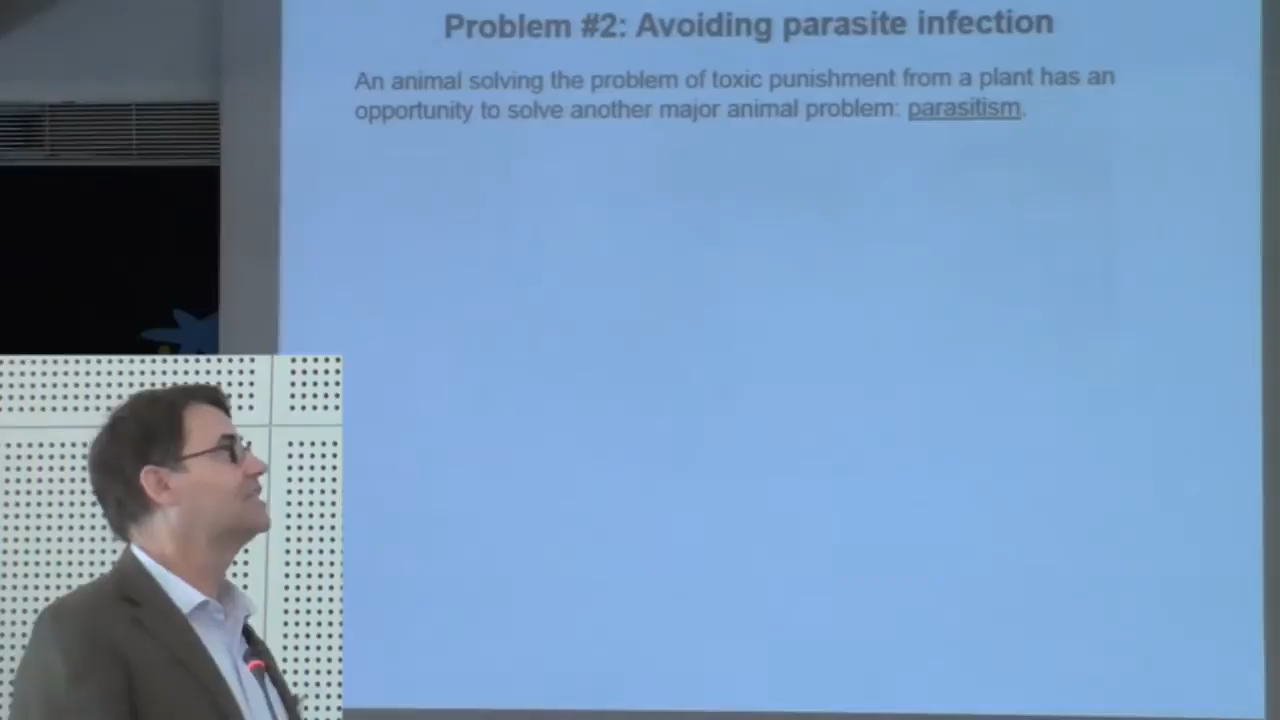 Problem #2: Avoiding parasite infection
An animal solving the problem of toxic punishment from a plant has an
opportunity to solve another major animal problem: parasitism.